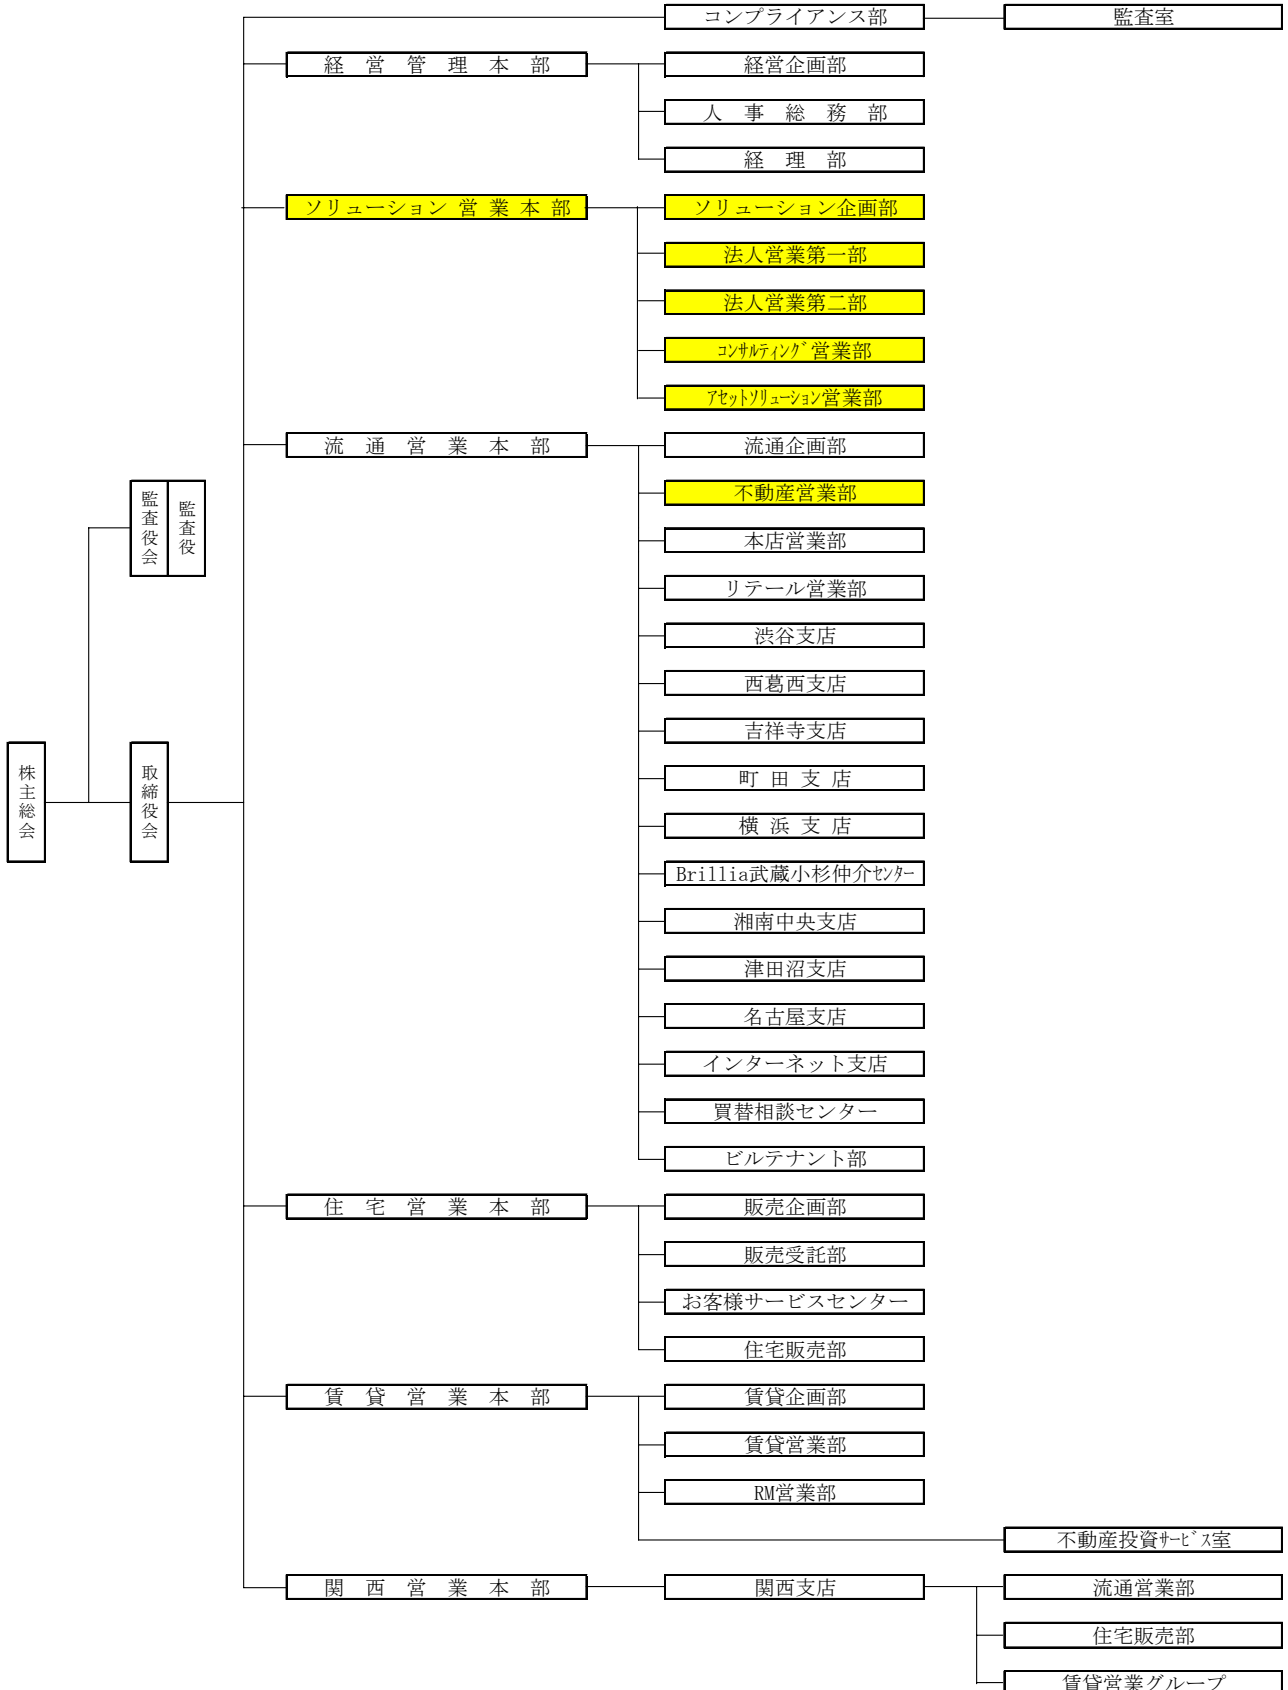 コンプライアンス部
監査室
経営管理本部
経営企画部
人事総務部
経理部
ソリューション営業本部
ソリューション企画部
法人営業第一部
法人営業第二部
ｺﾝｻﾙﾃｨﾝｸﾞ営業部
ｱｾｯﾄｿﾘｭｰｼｮﾝ営業部
流通営業本部
流通企画部
不動産営業部
本店営業部
リテール営業部
渋谷支店
西葛西支店
吉祥寺支店
町田支店
横浜支店
Brillia武蔵小杉仲介ｾﾝﾀｰ
湘南中央支店
津田沼支店
名古屋支店
インターネット支店
買替相談センター
ビルテナント部
監査役会
監査役
株主総会
取締役会
住宅営業本部
販売企画部
販売受託部
お客様サービスセンター
住宅販売部
賃貸営業本部
賃貸企画部
賃貸営業部
RM営業部
不動産投資ｻｰﾋﾞｽ室
関西営業本部
関西支店
流通営業部
住宅販売部
賃貸営業グループ